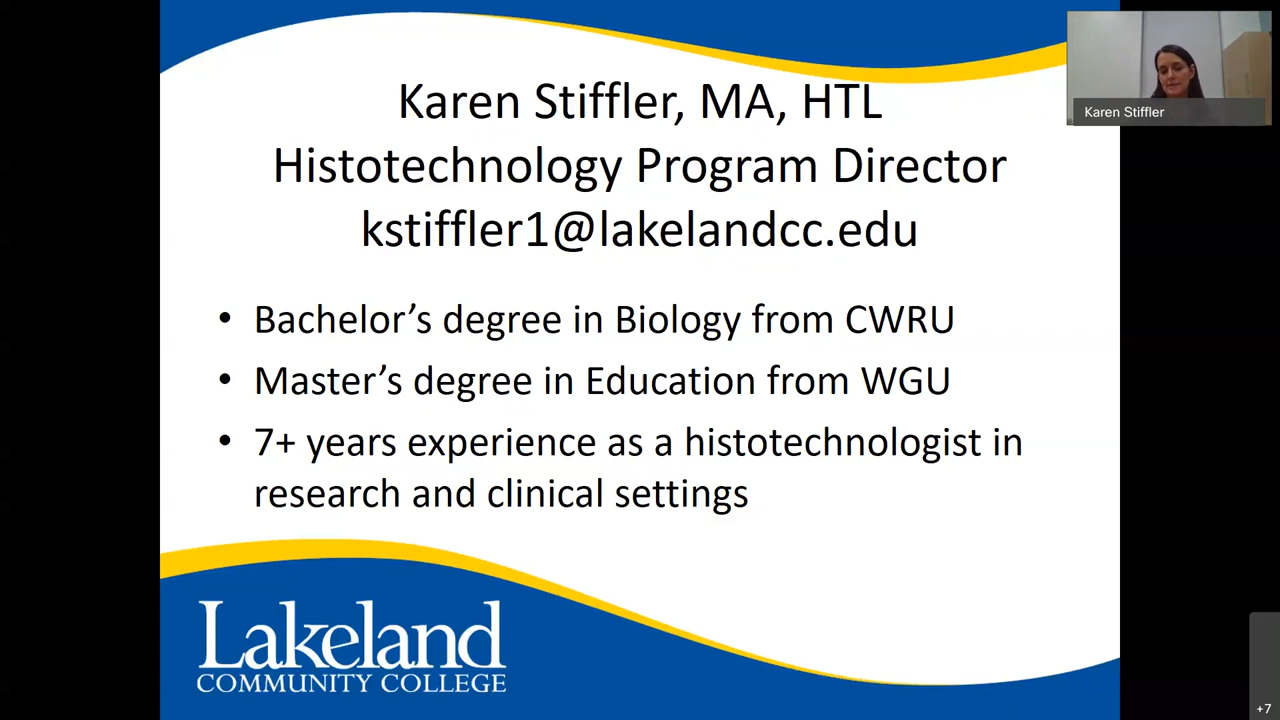 Karen Stiffler, MA, HTL
Histotechnology Program Director
kstiffler1@lakelandcc.edu
• Bachelor’s degree in Biology from CWRU
• Master’s degree in Education from WGU
• 7+ years experience as a histotechnologist in
research and clinical settings
Lakeland
COMMUNITY COLLEGE
Karen Stiffler
+7